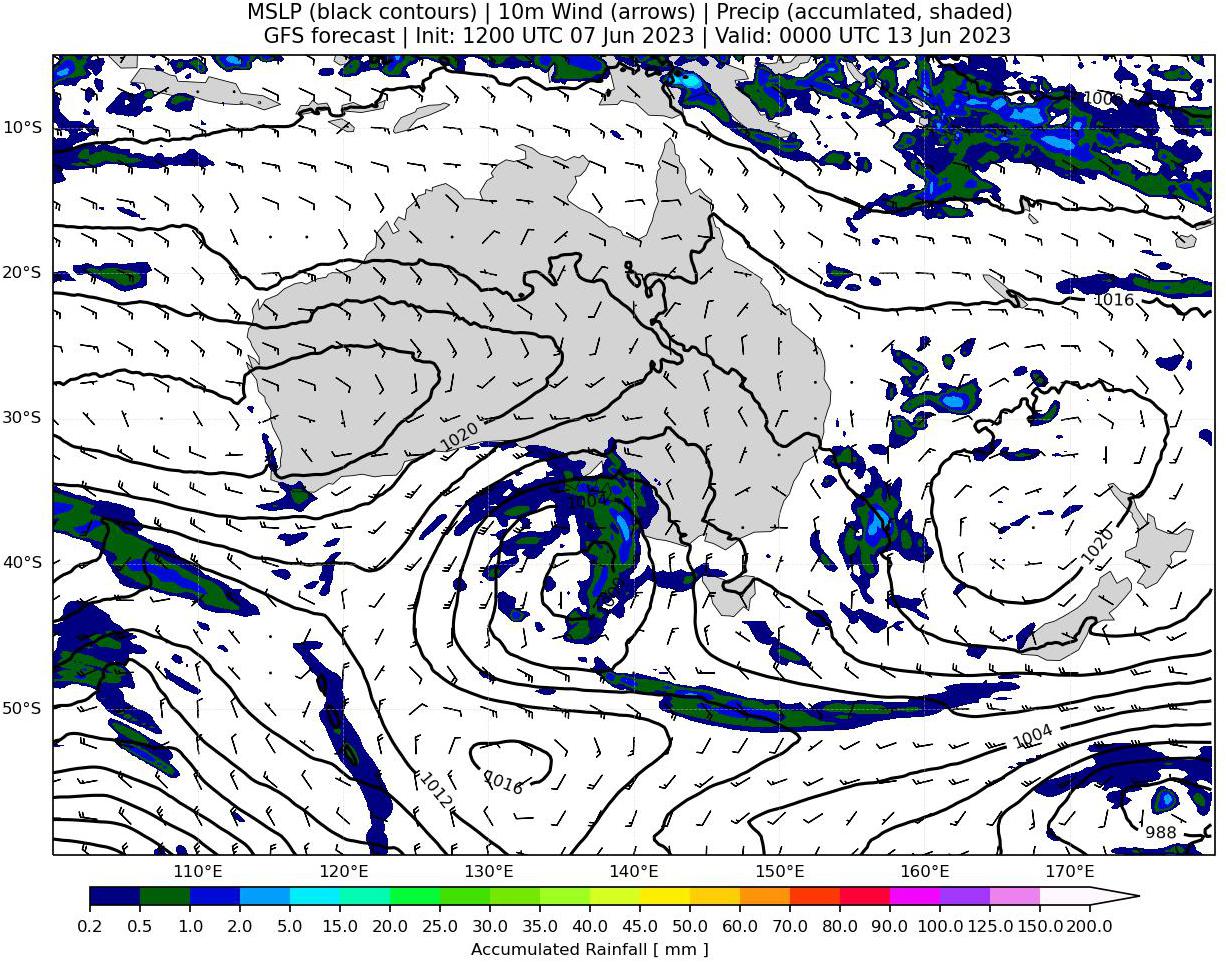 MSLP (black contours) | 10m Wind (arrows) | Precip (accumlated, shaded)
GFS forecast | Init: 1200 UTC 07 Jun 2023 | Valid: 0000 UTC 13 Jun 2023
10°S
20°S
1016
30°S
1020
1004
40°S
1020
50°S
1004
1016
1012
988
110°E 120°E 130°E 140°E 150°E 160°E 170°E
0.2 0.5 1.0 2.0 5.0 10.0 15.0 20.0 25.0 30.0 35.0 40.0 45.0 50.0 60.0 70.0 80.0 90.0 100.0 125.0 150.0 200.0
Accumulated Rainfall [ mm ]